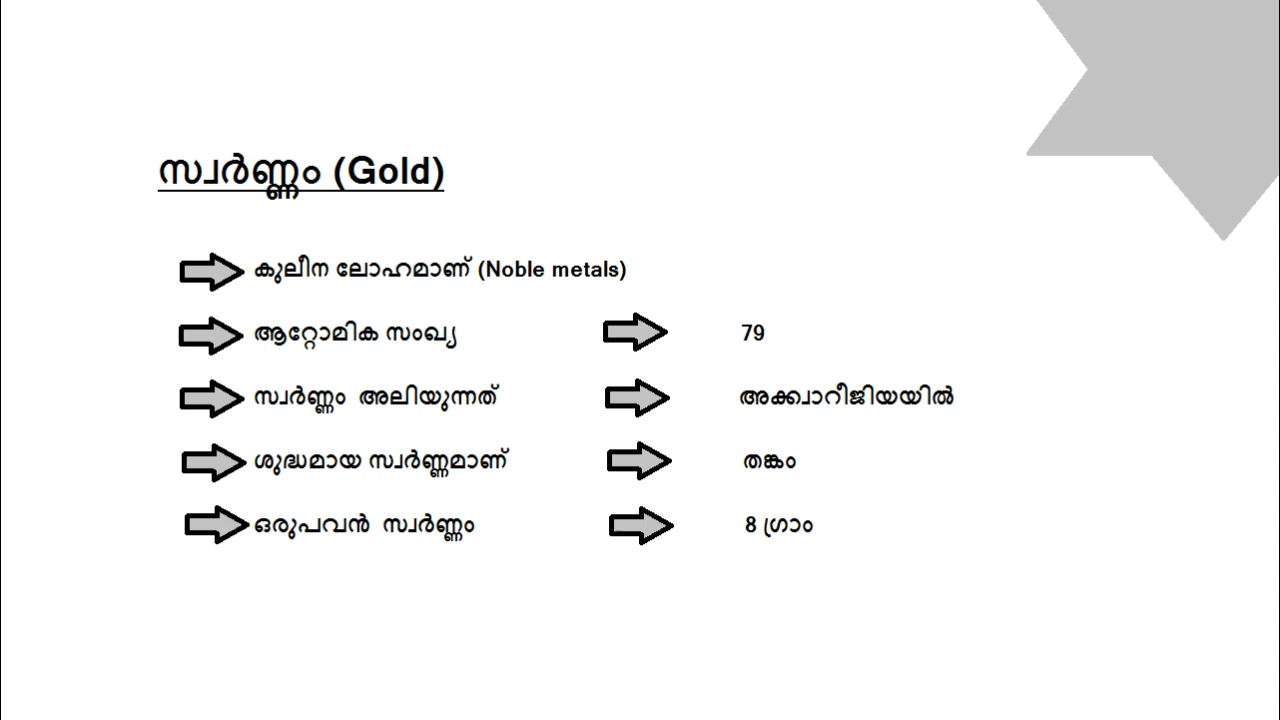 സ്വർണ്ണം (Gold)
കുലീന ലോഹമാണ് (Noble metals)
ആറ്റോമിക സംഖ്യ 79
സ്വർണ്ണം അലിയുന്നത് അക്ക്വാറീജിയയിൽ
ശുദ്ധമായ സ്വർണ്ണമാണ് തങ്കം
ഒരുപവൻ സ്വർണ്ണം 8 ഗ്രാം